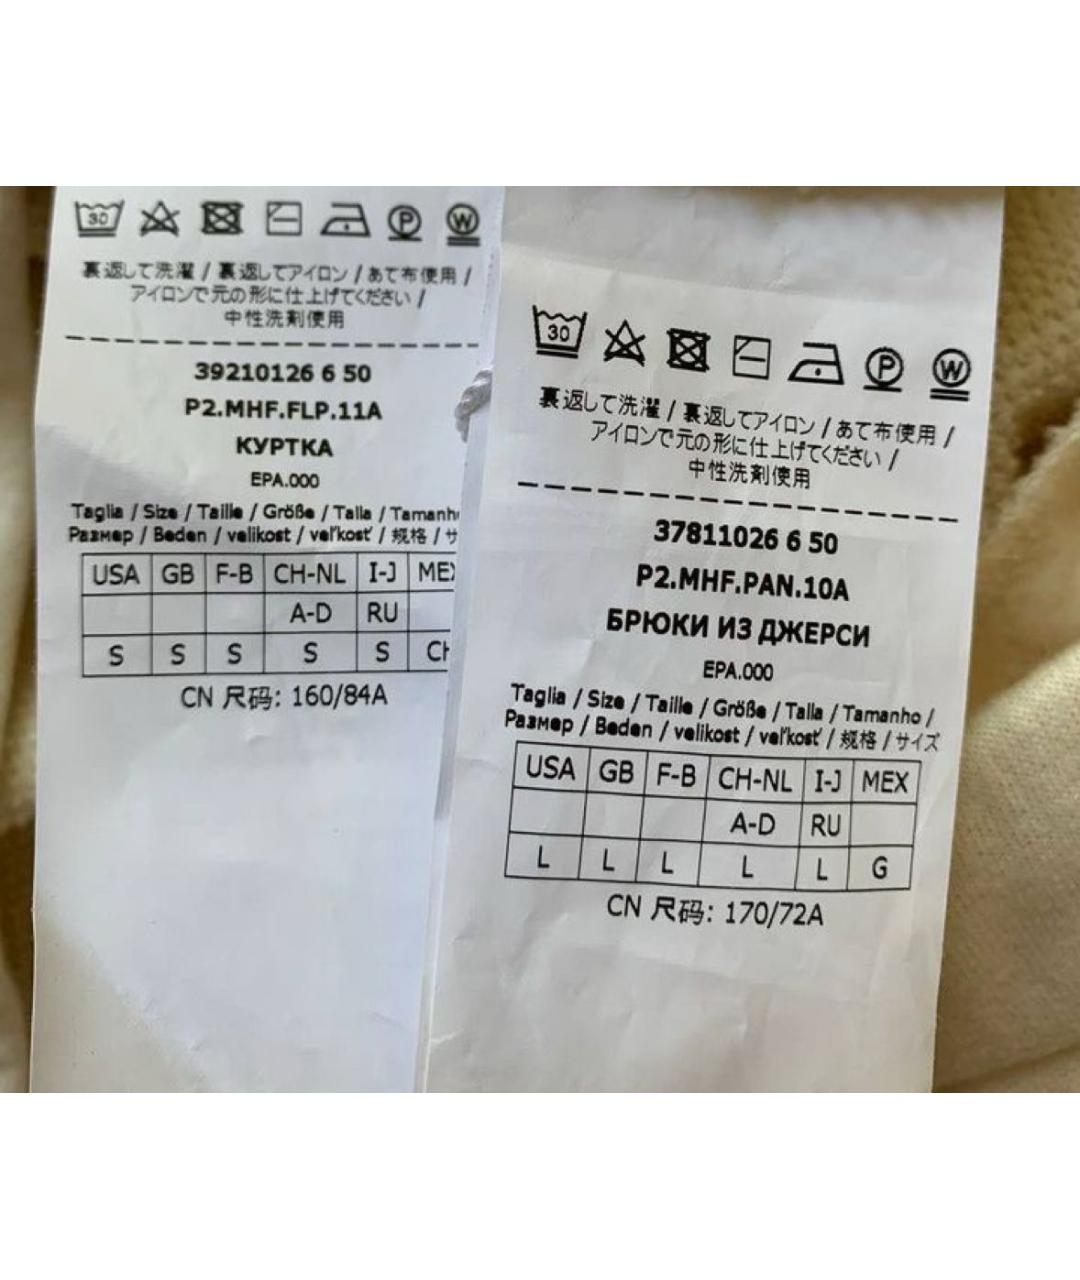 30 P W
裏返して洗濯 / 裏返してアイロン / あて布使用 /
アイロンで元の形に仕上げてください /
中性洗剤使用
39210126 6 50
P2.MHF.FLP.11A
КУРТКА
EPA.000
Taglia / Size / Taille / Größe / Talla / Tamanh
Размер / Beden / velikost / veľkosť / 规格 / サ
USA GB F-B CH-NL I-J MEX
A-D RU
S S S S S CH
CN 尺码: 160/84A
30 P W
裏返して洗濯 / 裏返してアイロン / あて布使用 /
アイロンで元の形に仕上げてください /
中性洗剤使用
37811026 6 50
P2.MHF.PAN.10A
БРЮКИ ИЗ ДЖЕРСИ
EPA.000
Taglia / Size / Taille / Größe / Talla / Tamanho /
Размер / Beden / velikost / veľkosť / 规格 / サイズ
USA GB F-B CH-NL I-J MEX
A-D RU
L L L L L G
CN 尺码: 170/72A